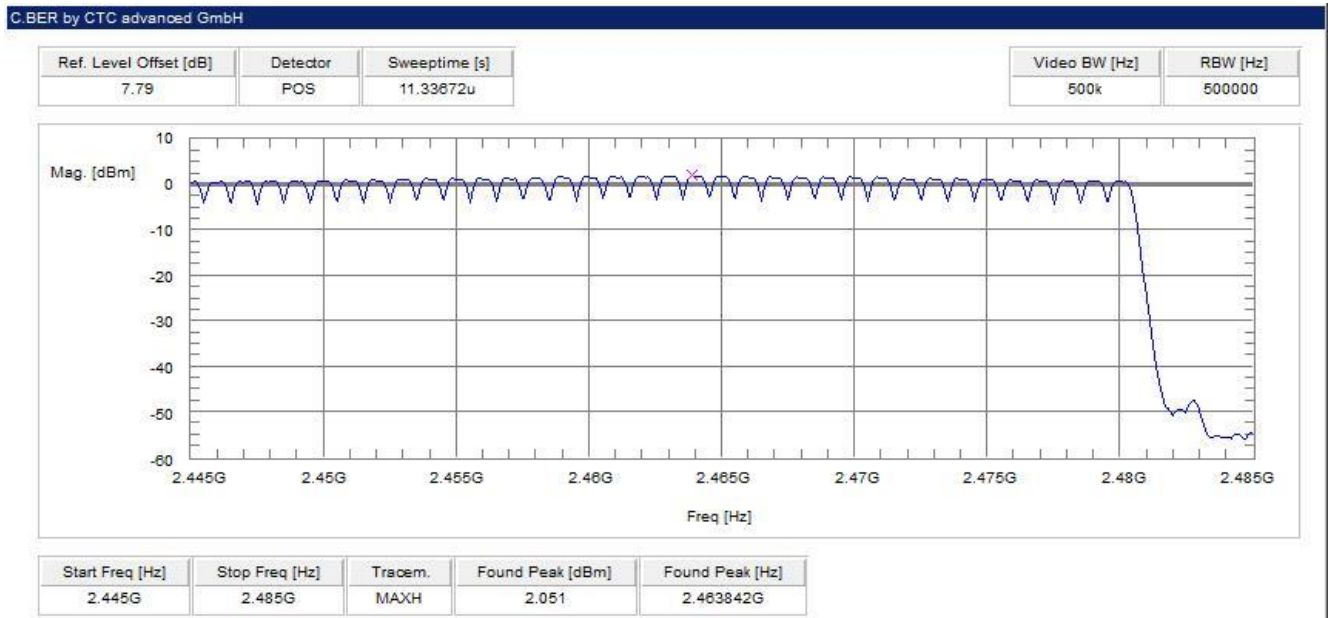 C.BER by CTC advanced GmbH
Ref. Level Offset [dB] Detector Sweeptime [s] Video BW [Hz] RBW [Hz]
7.79 POS 11.33672u 500k 500000
10
Mag. [dBm]
0
-10
-20
-30
-40
-50
-60
2.445G 2.45G 2.455G 2.46G 2.465G 2.47G 2.475G 2.48G 2.485G
Freq [Hz]
Start Freq [Hz] Stop Freq [Hz] Tracem. Found Peak [dBm] Found Peak [Hz]
2.445G 2.485G MAXH 2.051 2.463842G